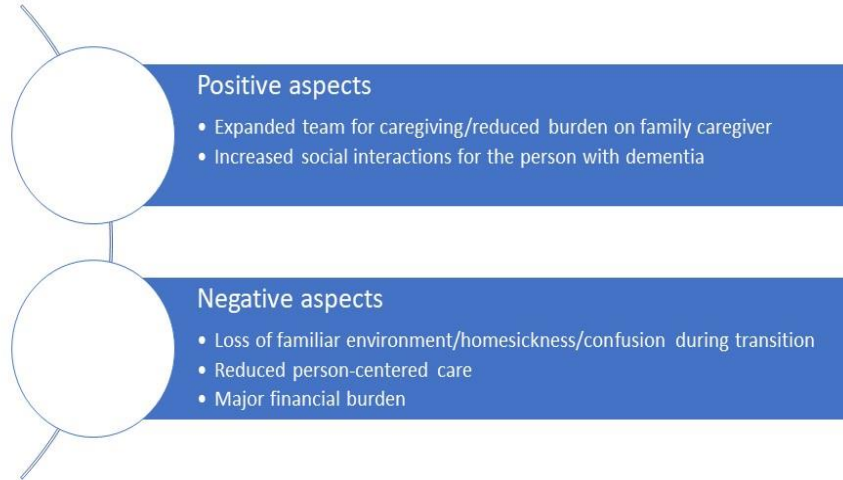 Positive aspects
• Expanded team for caregiving/reduced burden on family caregiver
• Increased social interactions for the person with dementia
Negative aspects
• Loss of familiar environment/homesickness/confusion during transition
• Reduced person-centered care
• Major financial burden